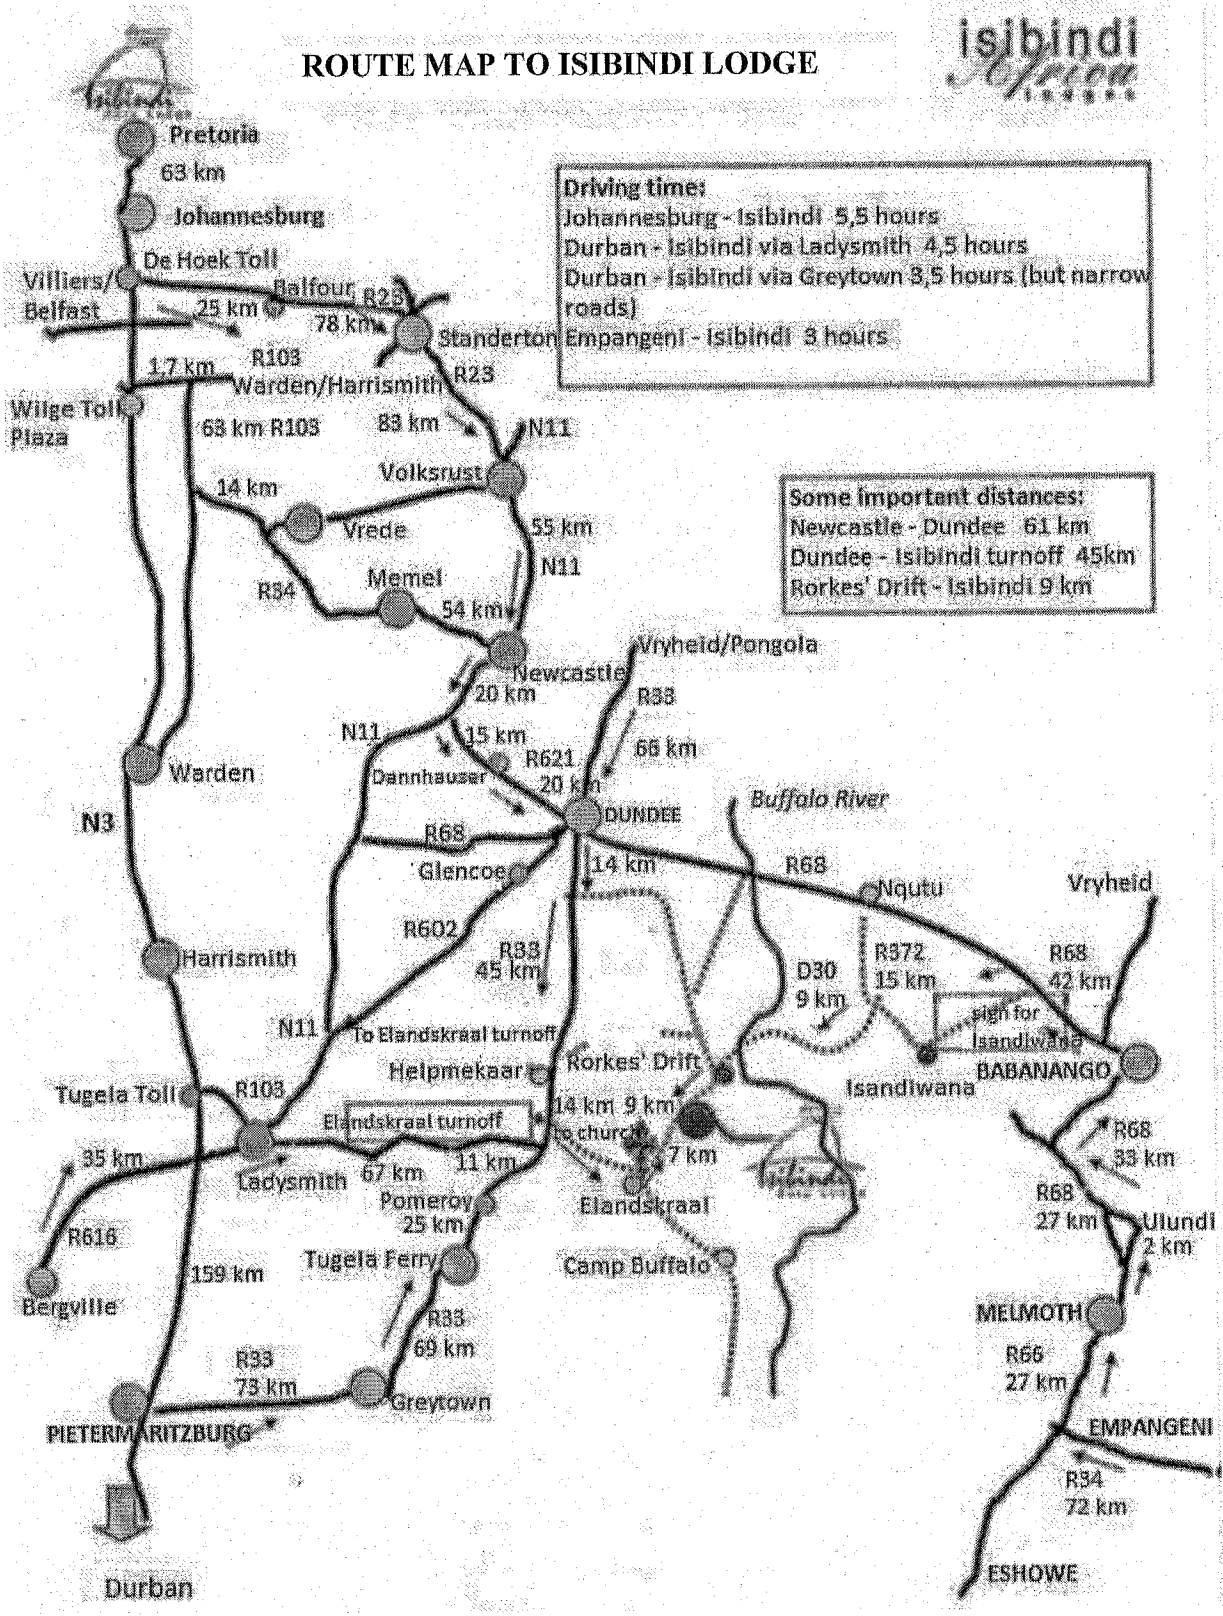 ROUTE MAP TO ISIBINDI LODGE
isibindi
Africa
LODGES
Isibindi
Pretoria
63 km
Johannesburg
Driving time:
Johannesburg - Isibindi 5,5 hours
Durban - Isibindi via Ladysmith 4,5 hours
Durban - Isibindi via Greytown 3,5 hours (but narrow
roads)
Empangeni - Isibindi 3 hours
De Hoek Toll
Villiers/
Belfast
Balfour
R23
25 km
78 km
Standerton
1,7 km
R103
Warden/Harrismith
R23
Wilge Toll
Plaza
63 km R103
83 km
N11
Volksrust
14 km
Vrede
55 km
N11
Some important distances:
Newcastle - Dundee 61 km
Dundee - Isibindi turnoff 45km
Rorkes' Drift - Isibindi 9 km
R34
Memel
54 km
Newcastle
20 km
Vryheid/Pongola
R33
66 km
N11
15 km
R621
20 km
Dannhauser
Warden
N3
DUNDEE
Buffalo River
R68
Glencoe
14 km
R68
Nqutu
Vryheid
R602
R33
45 km
Harrismith
D30
9 km
R372
15 km
R68
42 km
sign for
Isandlwana
N11
To Elandskraal turnoff
Helpmekaar
Rorkes' Drift
Isandlwana
BABANANGO
Tugela Toll
R103
Elandskraal turnoff
14 km
to church
9 km
7 km
35 km
Ladysmith
67 km
11 km
Isibindi
R68
33 km
Pomeroy
25 km
Elandskraal
R68
27 km
Ulundi
2 km
R616
159 km
Tugela Ferry
Camp Buffalo
Bergville
R33
69 km
MELMOTH
R33
73 km
Greytown
R66
27 km
PIETERMARITZBURG
EMPANGENI
R34
72 km
Durban
ESHOWE